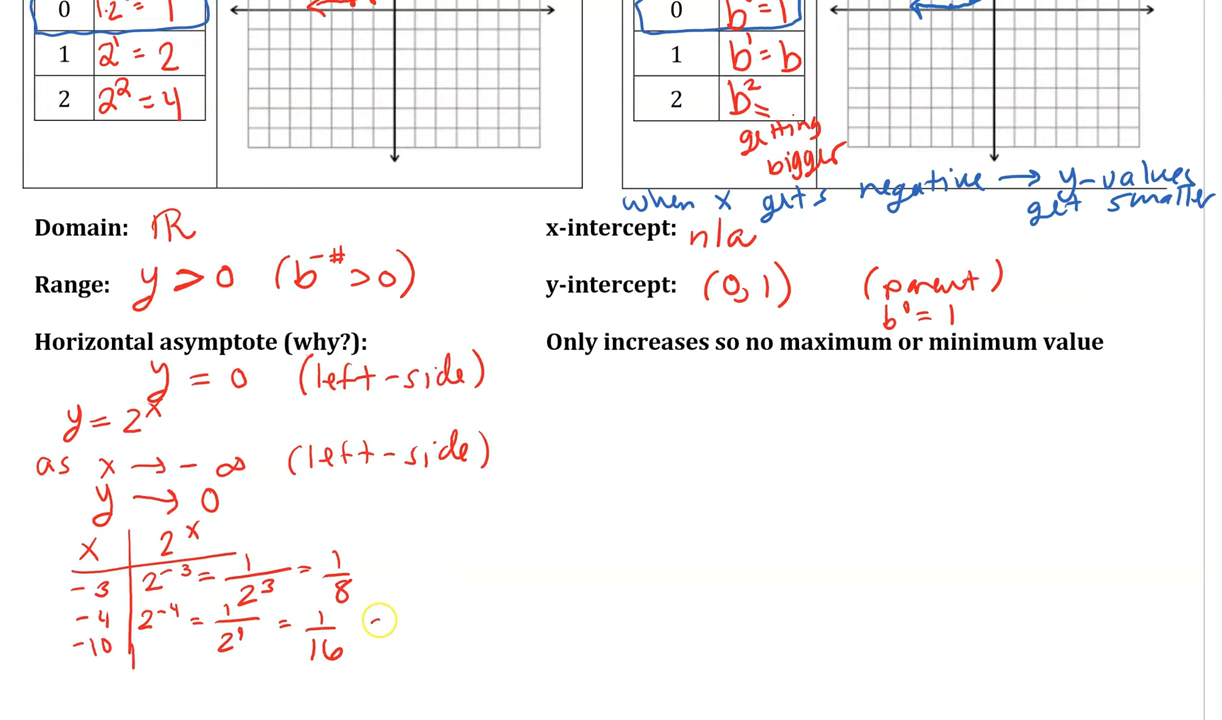 0 1·2⁰ = 1
1 2¹ = 2
2 2² = 4
0 b⁰ = 1
1 b¹ = b
2 b² =
getting
bigger
when x gets negative → y-values
get smaller
Domain: ℝ
x-intercept: n/a
Range: y > 0 (b⁻# > 0)
y-intercept: (0, 1) (parent)
b⁰ = 1
Horizontal asymptote (why?):
Only increases so no maximum or minimum value
y = 0 (left-side)
y = 2ˣ
as x → - ∞ (left-side)
y → 0
x 2ˣ
-3 2⁻³ = 1/2³ = 1/8
-4 2⁻⁴ = 1/2 = 1/16 -
-10